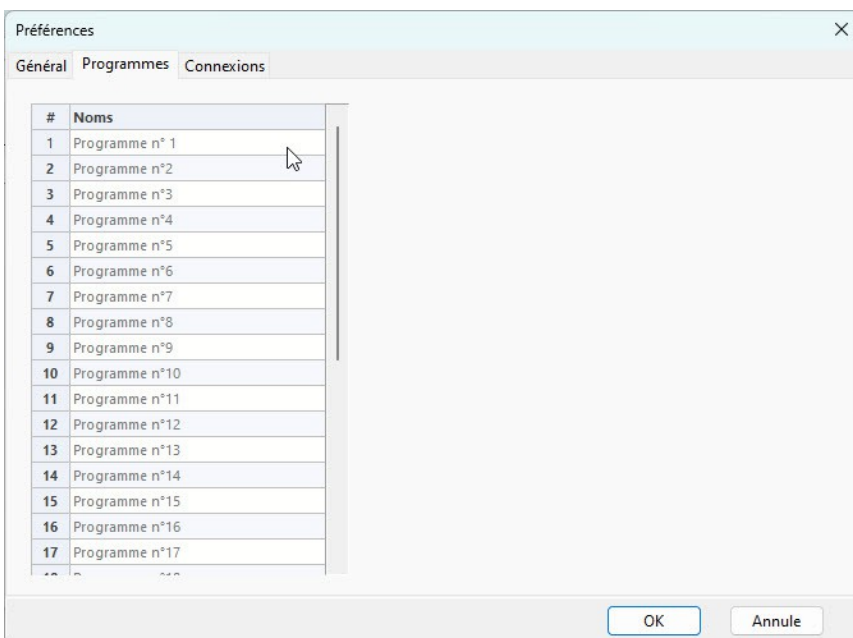 Préférences
Général Programmes Connexions
# Noms
1 Programme n° 1
2 Programme n°2
3 Programme n°3
4 Programme n°4
5 Programme n°5
6 Programme n°6
7 Programme n°7
8 Programme n°8
9 Programme n°9
10 Programme n°10
11 Programme n°11
12 Programme n°12
13 Programme n°13
14 Programme n°14
15 Programme n°15
16 Programme n°16
17 Programme n°17
OK Annule